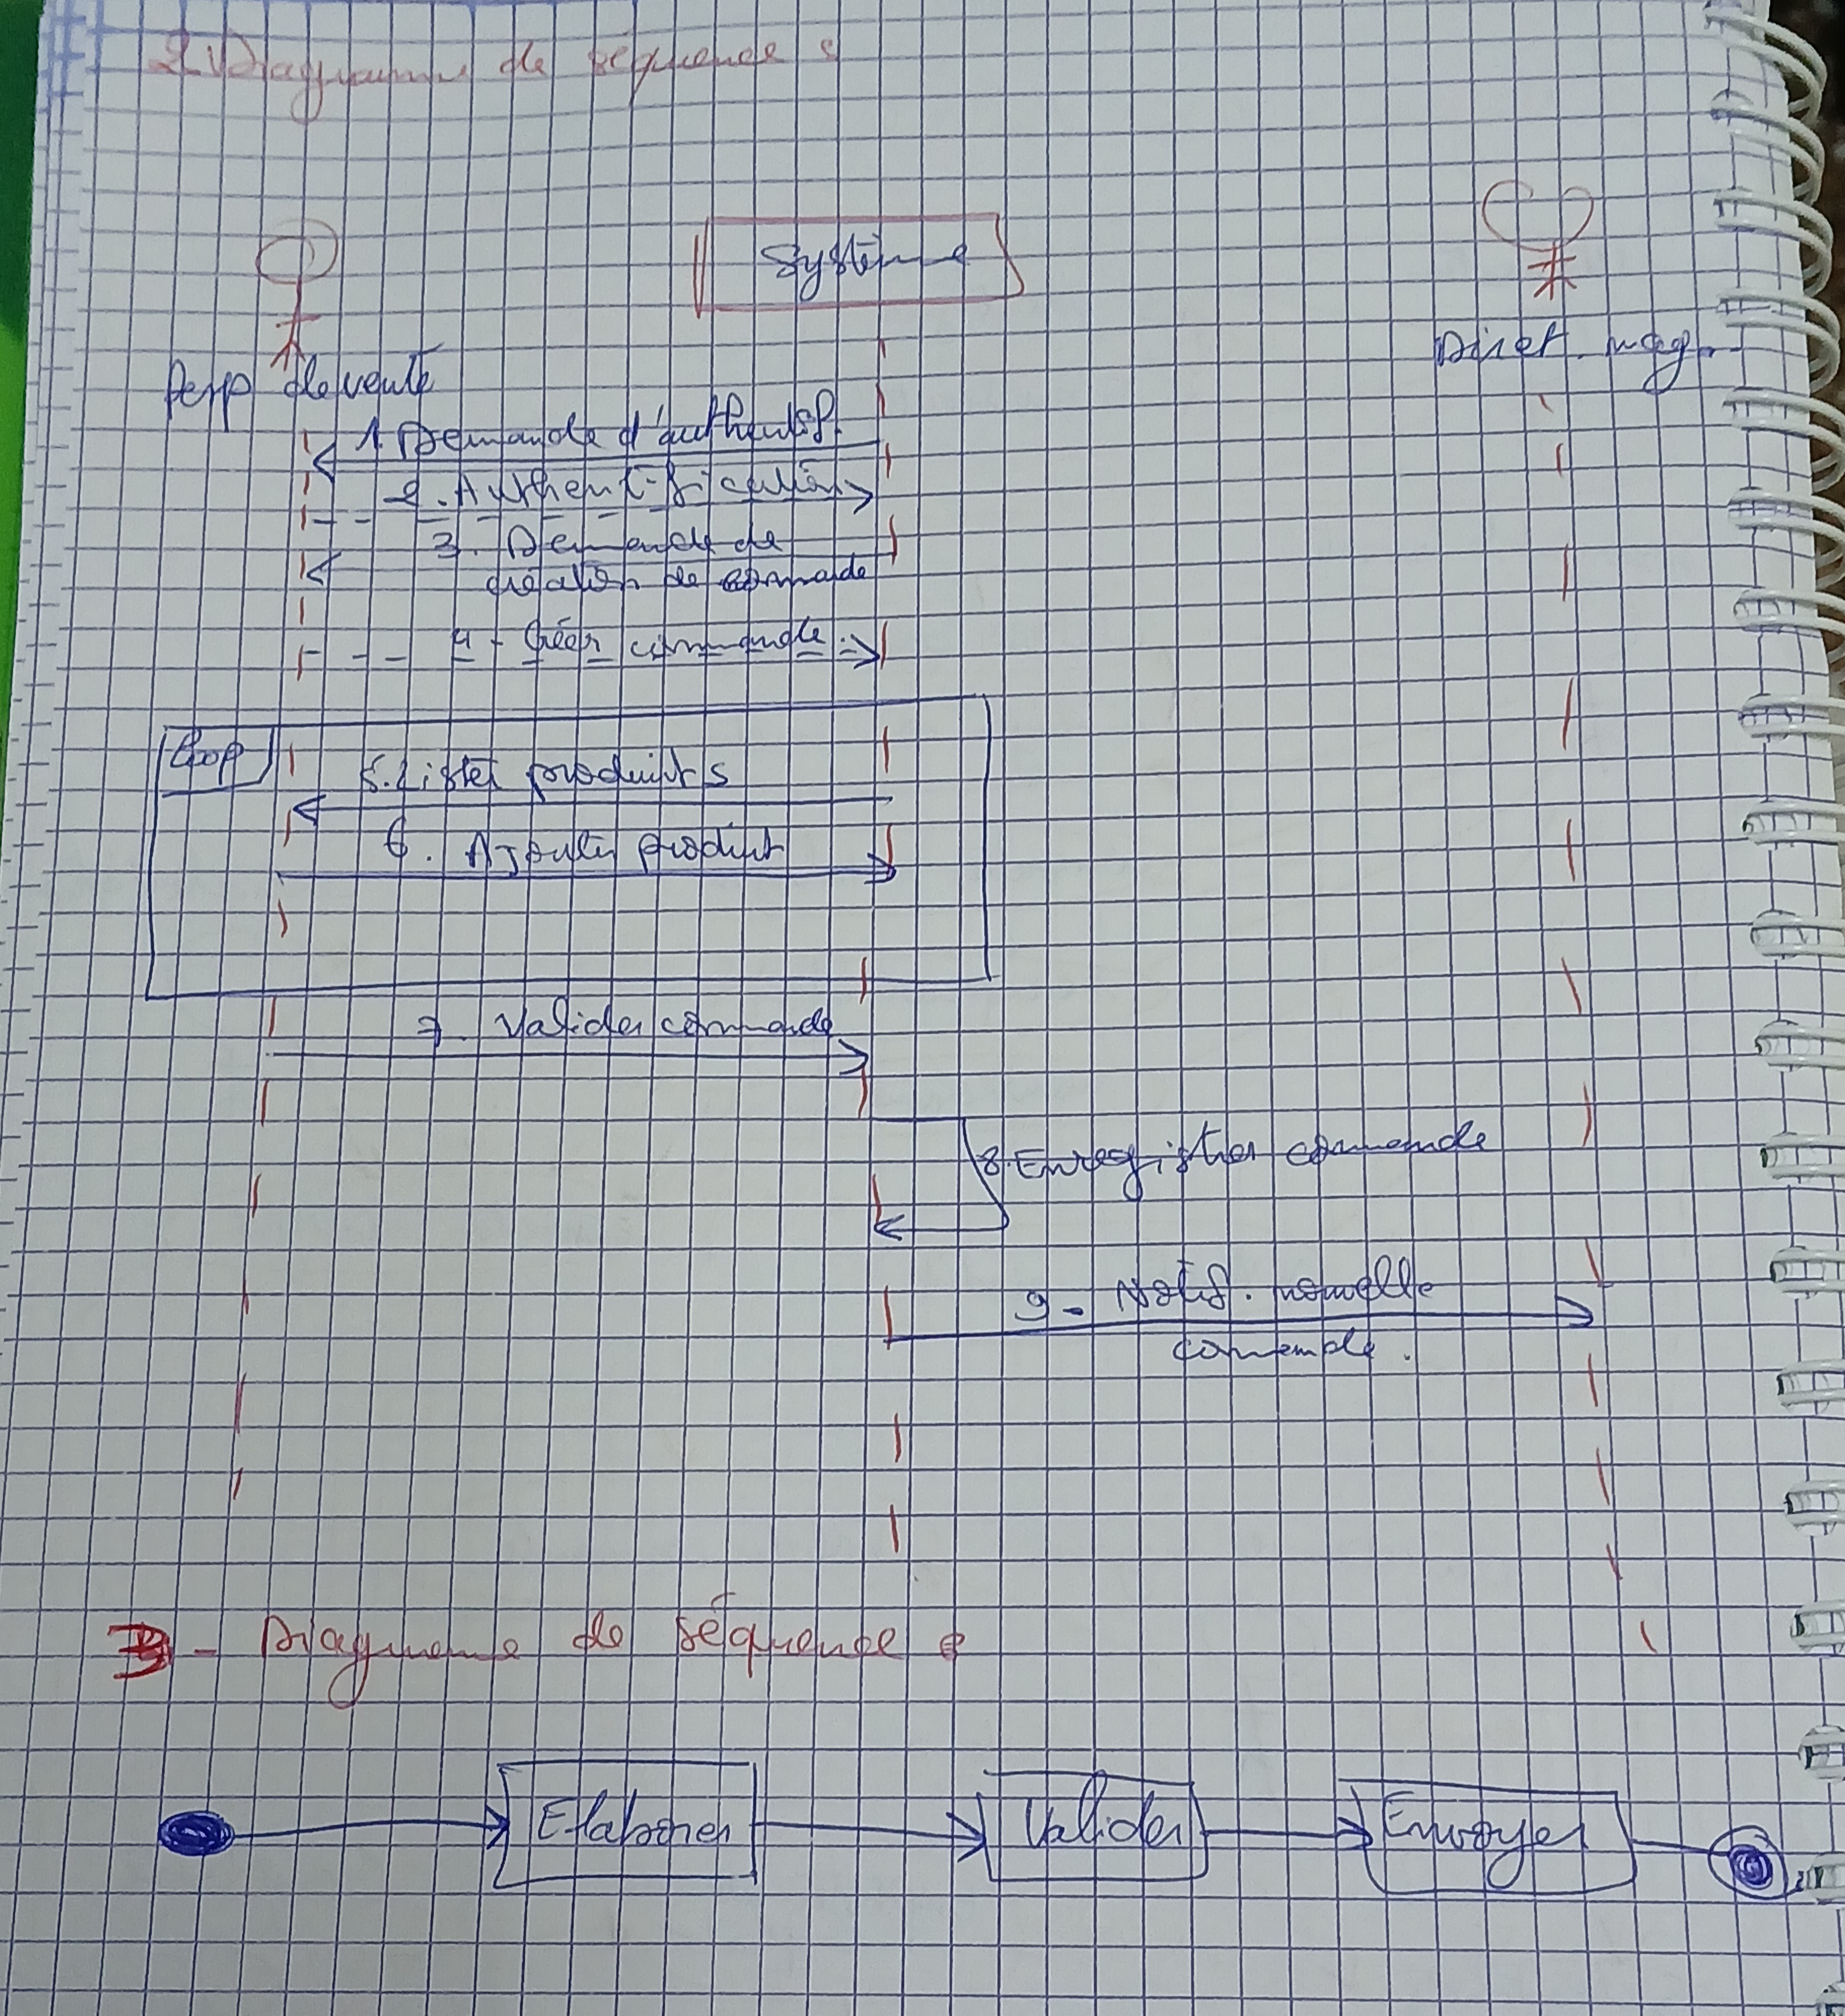 2. Diagramme de séquence :
Système
Direct. mag.
Resp de vente
1. Demande d'authentif.
2. Authentification
3. Demande de
création de commande
4 - Créer commande.
Loop
5. Lister produits
6. Ajouter produit
7. Valider commande
8. Enregistrer commande
9 - Notif. nouvelle
commande.
3 - Diagramme de séquence :
Elaborer
Valider
Envoyer